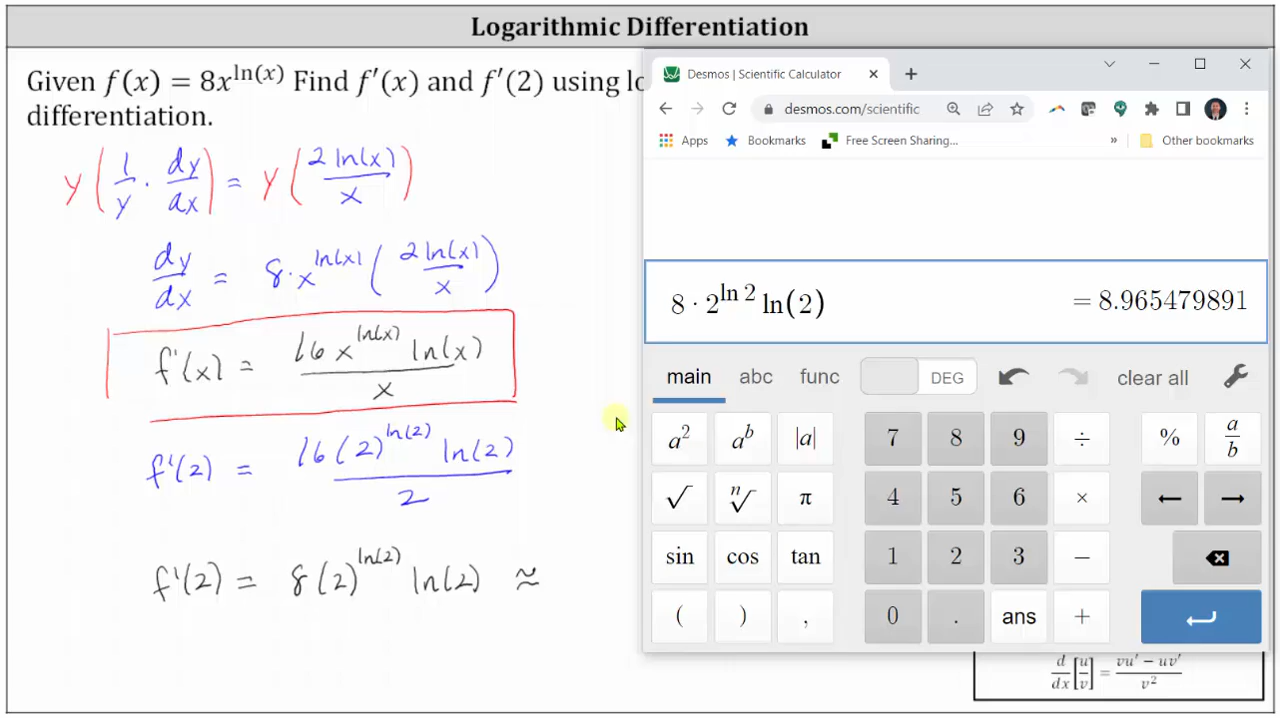 Logarithmic Differentiation
Given f(x) = 8x^ln(x) Find f′(x) and f′(2) using lo
differentiation.
y(1/y · dy/dx) = y(2 ln(x)/x)
dy/dx = 8·x^ln(x) (2 ln(x)/x)
f'(x) = 16 x^ln(x) ln(x)/x
f'(2) = 16(2)^ln(2) ln(2)/2
f'(2) = 8(2)^ln(2) ln(2) ≈
Desmos | Scientific Calculator
desmos.com/scientific
Apps Bookmarks Free Screen Sharing... » Other bookmarks
8 · 2^ln 2 ln(2) = 8.965479891
main abc func DEG clear all
a² a^b |a| 7 8 9 ÷ % a/b
√ ⁿ√ π 4 5 6 × ← →
sin cos tan 1 2 3 −
( ) , 0 . ans +
d/dx[u/v] = vu′ − uv′/v²